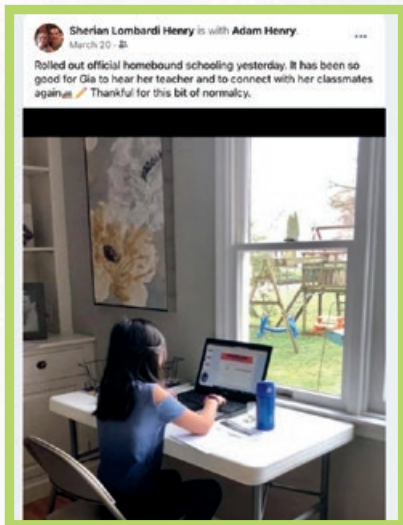 Sherian Lombardi Henry is with Adam Henry.
March 20 ·
Rolled out official homebound schooling yesterday. It has been so
good for Gia to hear her teacher and to connect with her classmates
again Thankful for this bit of normalcy.